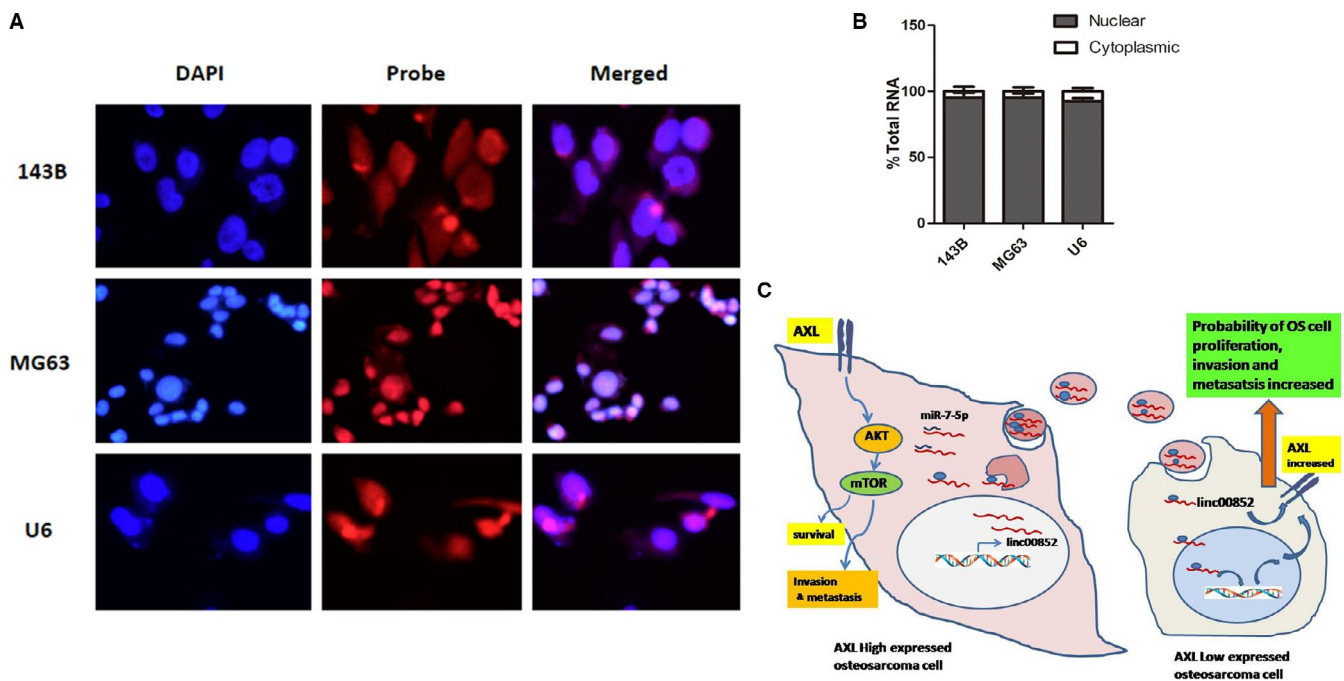 A
DAPI
Probe
Merged
143B
MG63
U6
B
Nuclear
Cytoplasmic
% Total RNA
150
100
50
0
143B
MG63
U6
C
AXL
AKT
mTOR
survival
Invasion
& metastasis
miR-7-5p
linc00852
AXL High expressed
osteosarcoma cell
Probability of OS cell
proliferation,
invasion and
metasatsis increased
AXL
increased
linc00852
AXL Low expressed
osteosarcoma cell